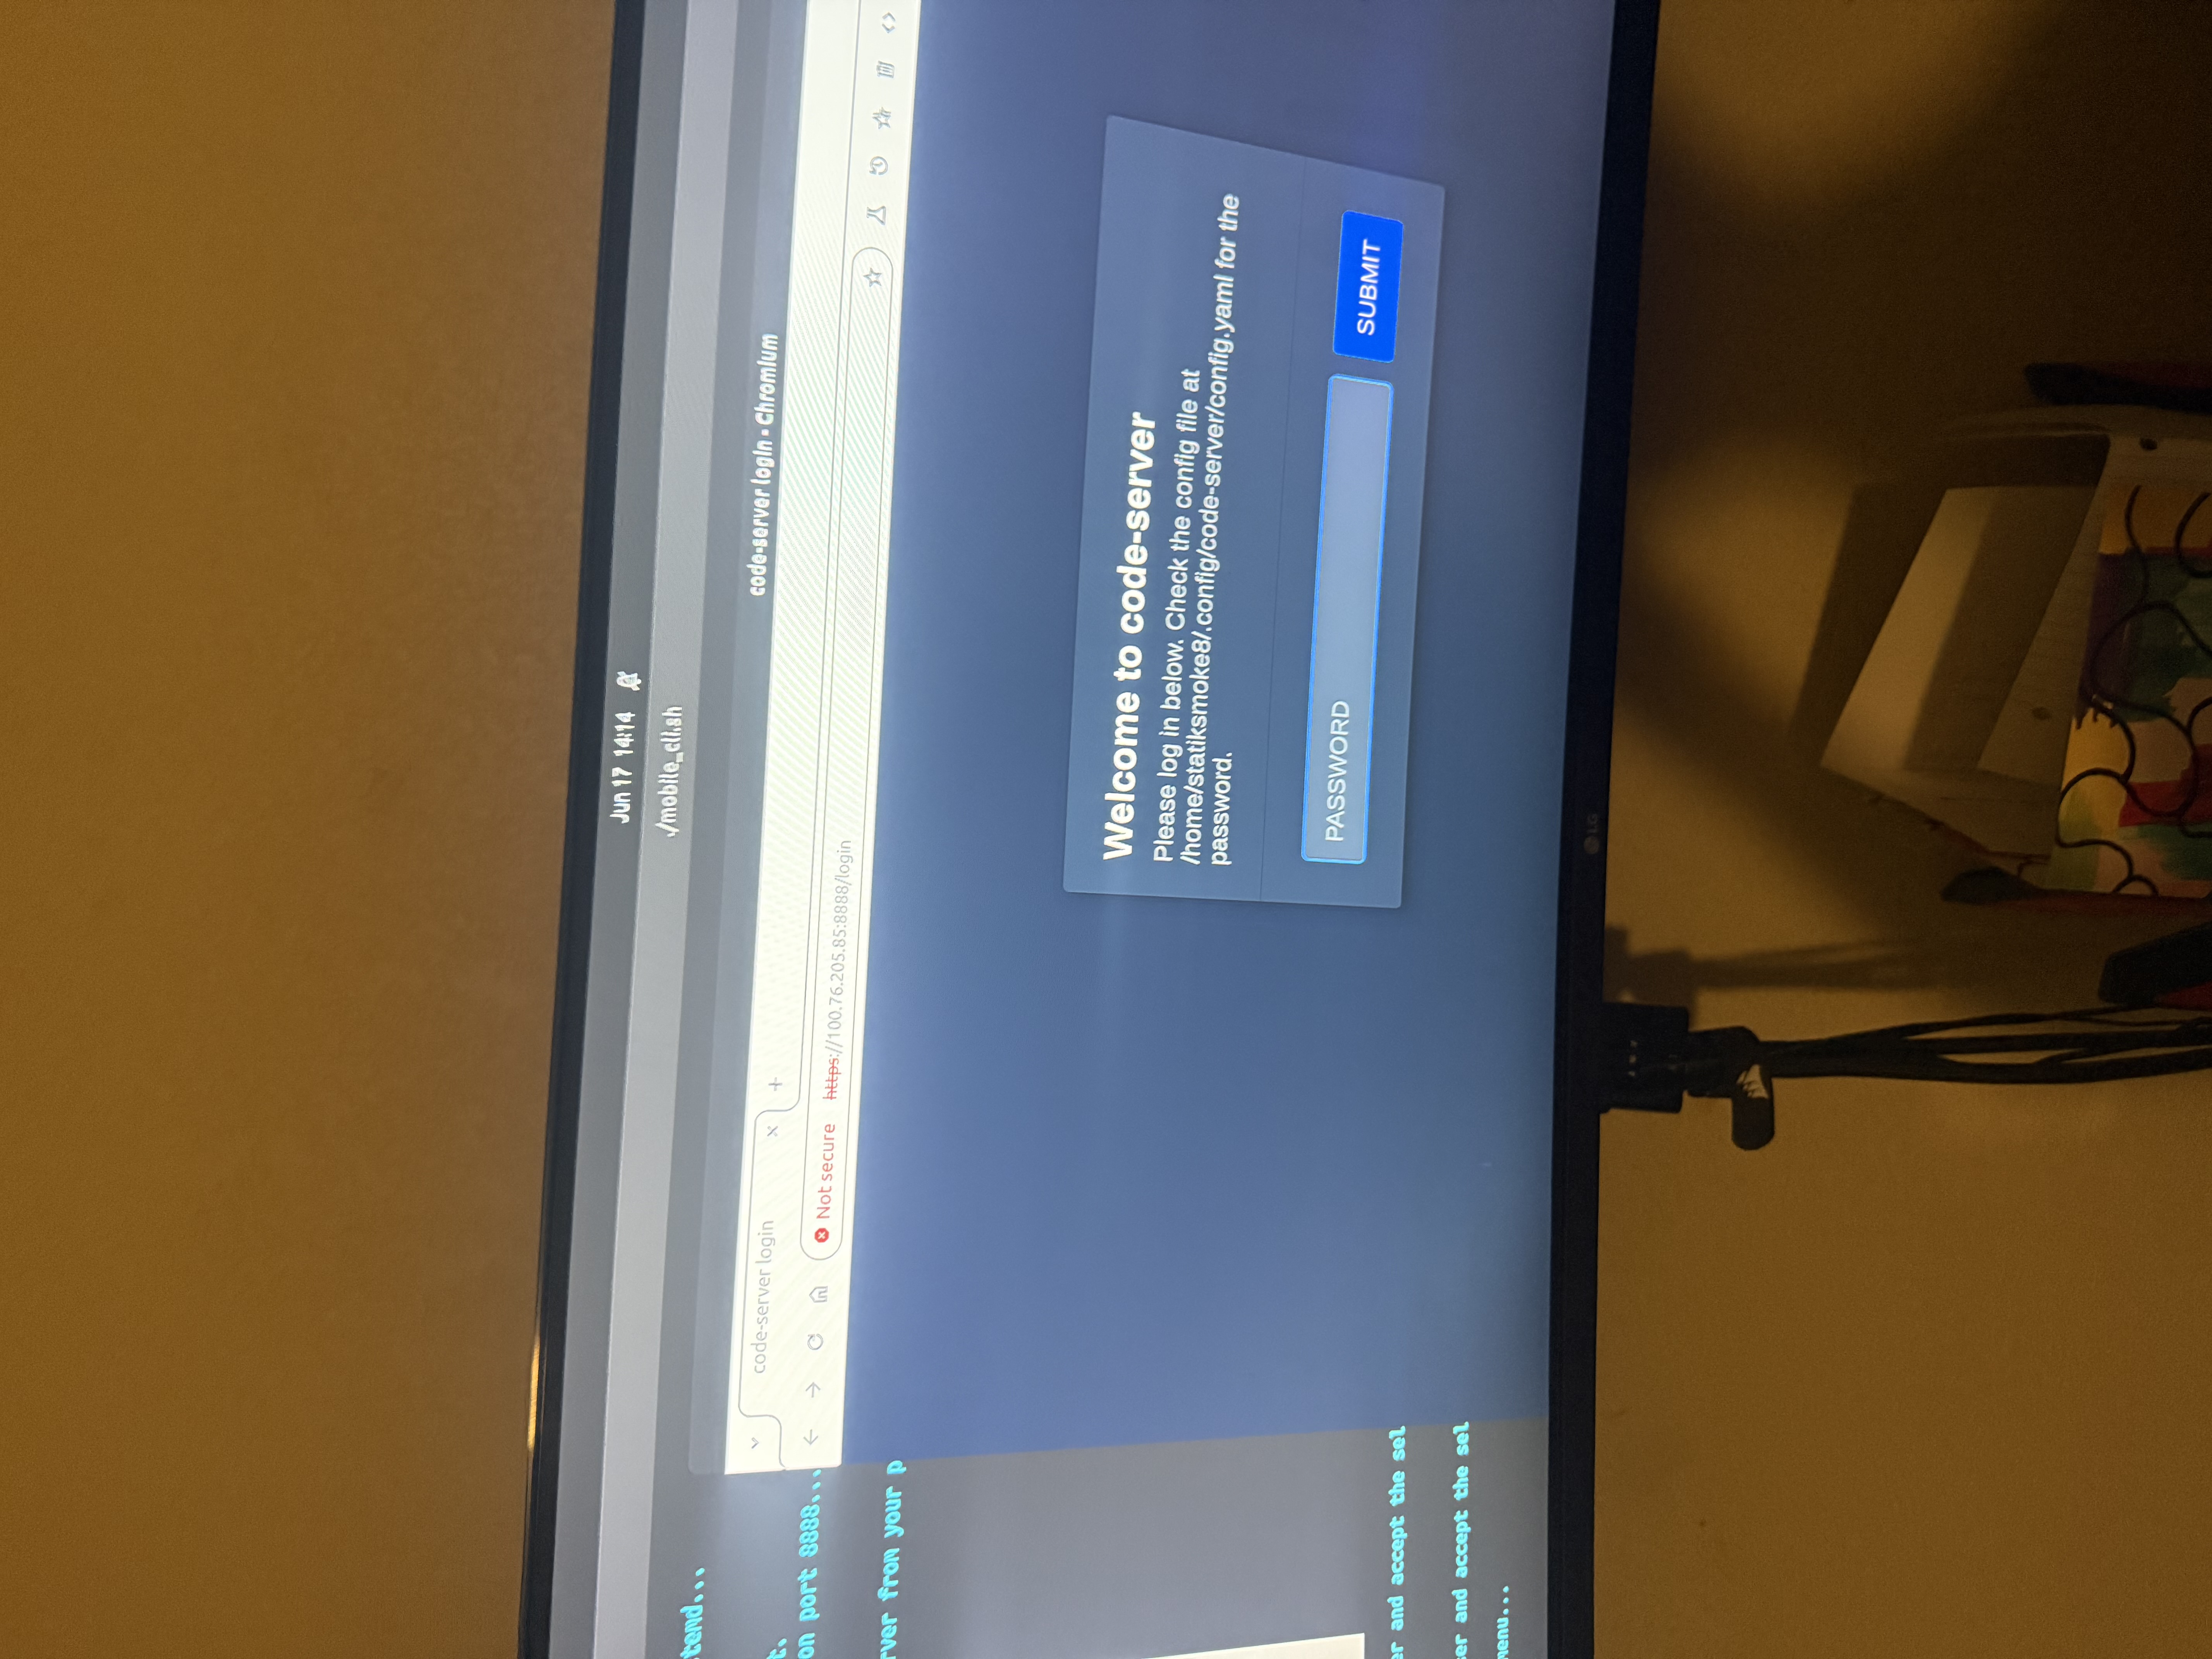 Jun 17 14:14
./mobile_cli.sh
tend...
t.
on port 8888...
rver from your p
er and accept the sel
ser and accept the sel
menu...
code-server login - Chromium
code-server login
Not secure https://100.76.205.85:8888/login
Welcome to code-server
Please log in below. Check the config file at
/home/statiksmoke8/.config/code-server/config.yaml for the
password.
PASSWORD
SUBMIT
LG